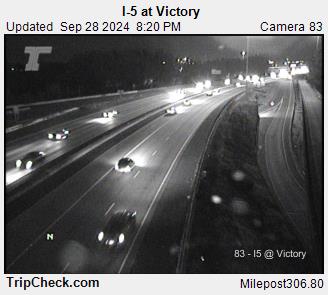 I-5 at Victory
Updated Sep 28 2024 8:20 PM Camera 83
T
N
83 - I5 @ Victory
TripCheck.com Milepost306.80